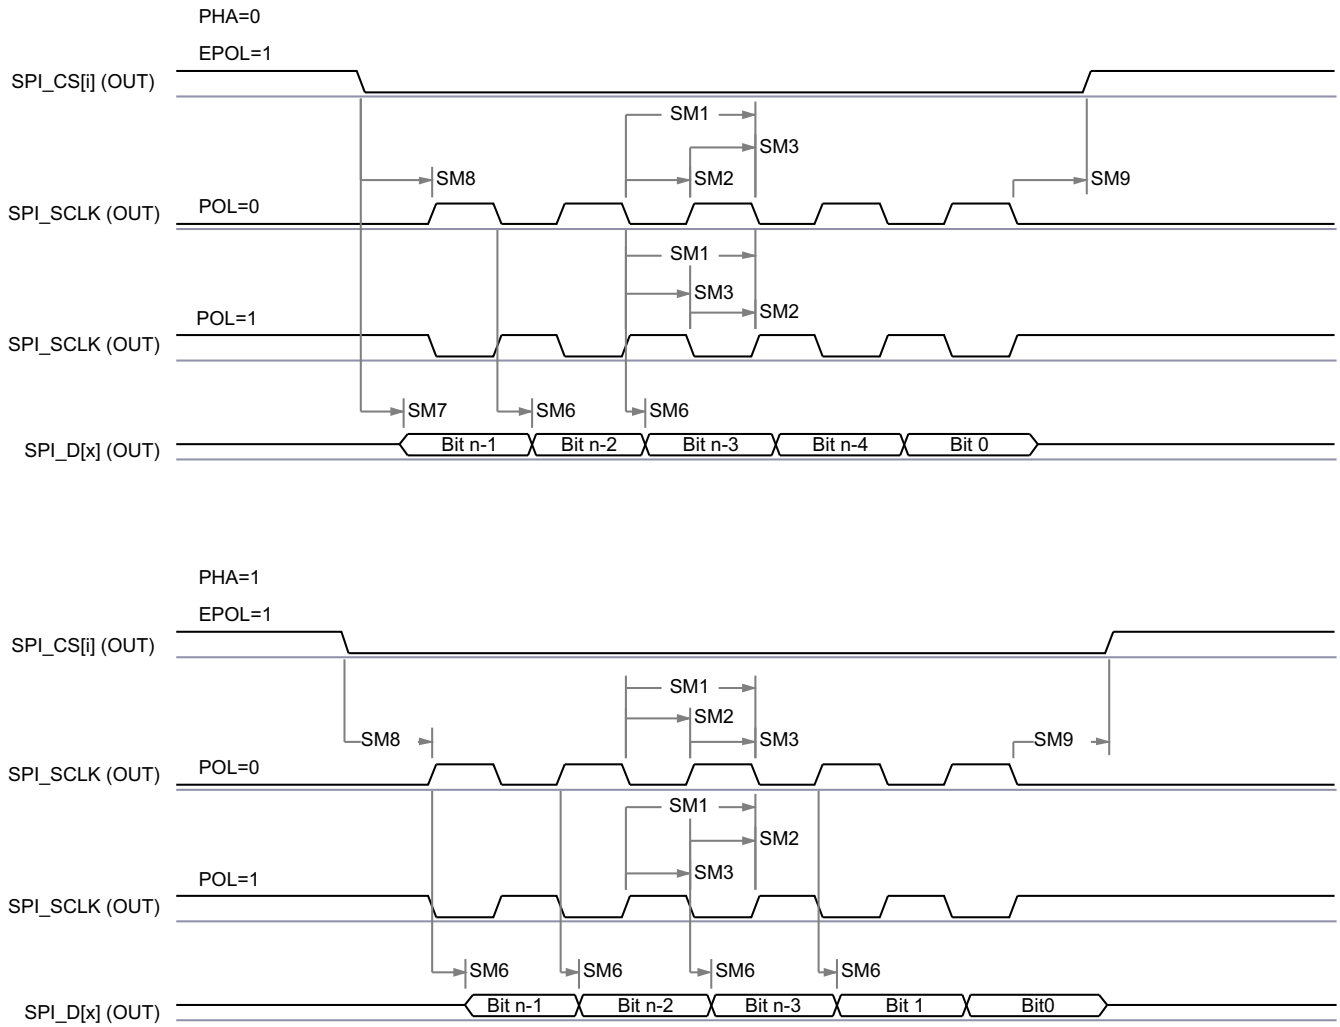 PHA=0
EPOL=1
SPI_CS[i] (OUT)
SM1
SM3
SM8
SM2
SM9
SPI_SCLK (OUT)
POL=0
SM1
SM3
SM2
POL=1
SPI_SCLK (OUT)
SM7
SM6
SM6
SPI_D[x] (OUT)
Bit n-1
Bit n-2
Bit n-3
Bit n-4
Bit 0
PHA=1
EPOL=1
SPI_CS[i] (OUT)
SM1
SM2
SM8
SM3
SM9
SPI_SCLK (OUT)
POL=0
SM1
SM2
SM3
POL=1
SPI_SCLK (OUT)
SM6
SM6
SM6
SM6
SPI_D[x] (OUT)
Bit n-1
Bit n-2
Bit n-3
Bit 1
Bit0